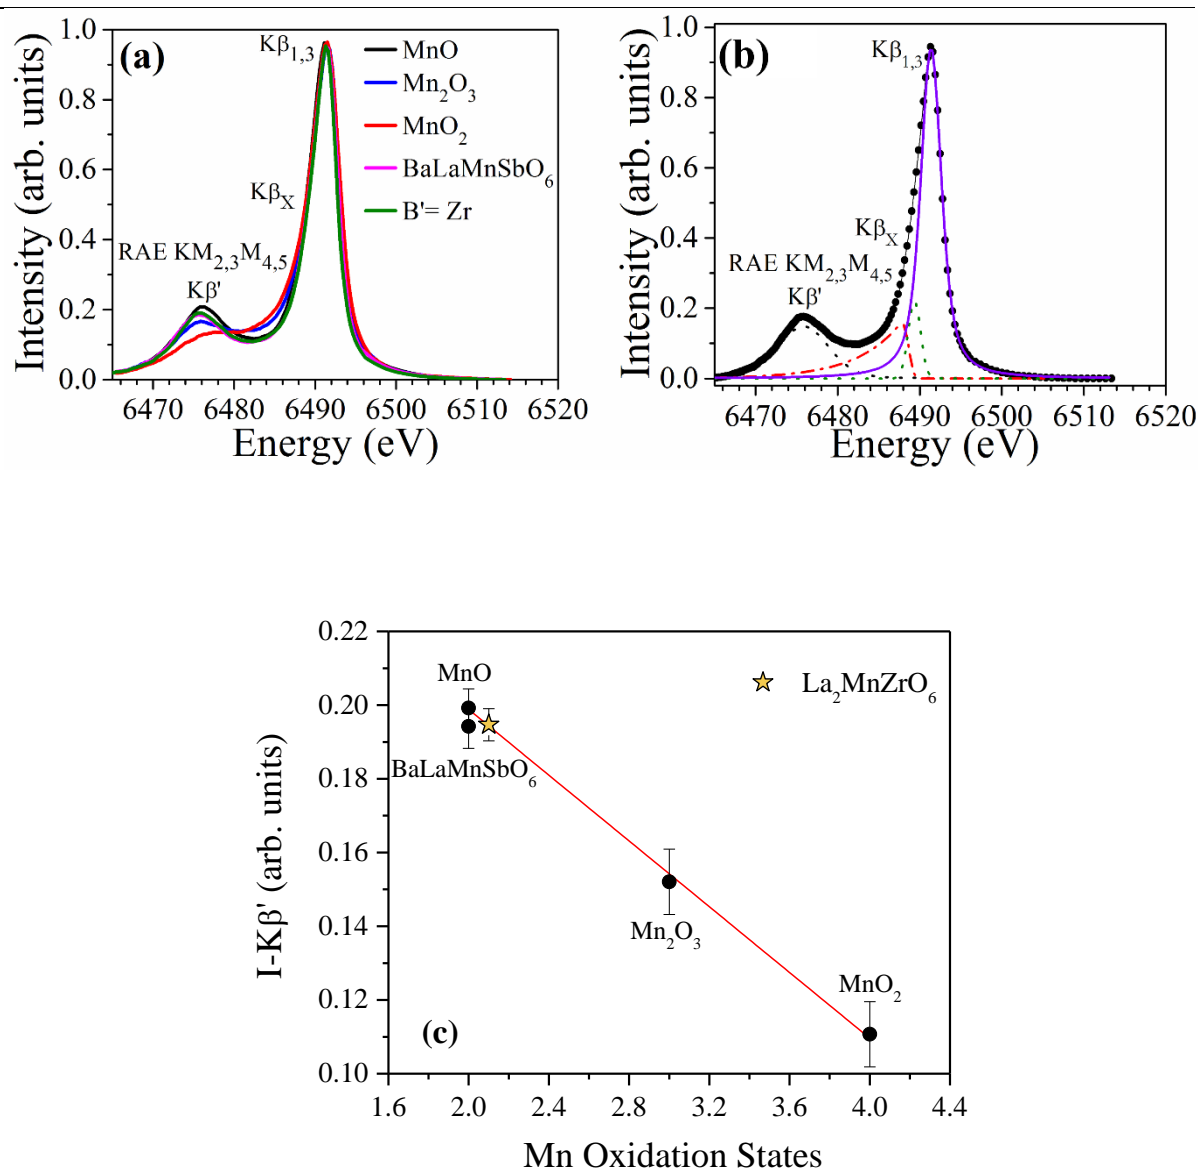 (a)
Intensity (arb. units)
1.0
0.8
0.6
0.4
0.2
0.0
Kβ1,3
MnO
Mn2O3
MnO2
BaLaMnSbO6
B'= Zr
KβX
RAE KM2,3M4,5
Kβ'
6470 6480 6490 6500 6510 6520
Energy (eV)
(b)
Intensity (arb. units)
1.0
0.8
0.6
0.4
0.2
0.0
Kβ1,3
KβX
RAE KM2,3M4,5
Kβ'
6470 6480 6490 6500 6510 6520
Energy (eV)
I-Kβ' (arb. units)
0.22
0.20
0.18
0.16
0.14
0.12
0.10
MnO
La2MnZrO6
BaLaMnSbO6
Mn2O3
MnO2
(c)
1.6 2.0 2.4 2.8 3.2 3.6 4.0 4.4
Mn Oxidation States